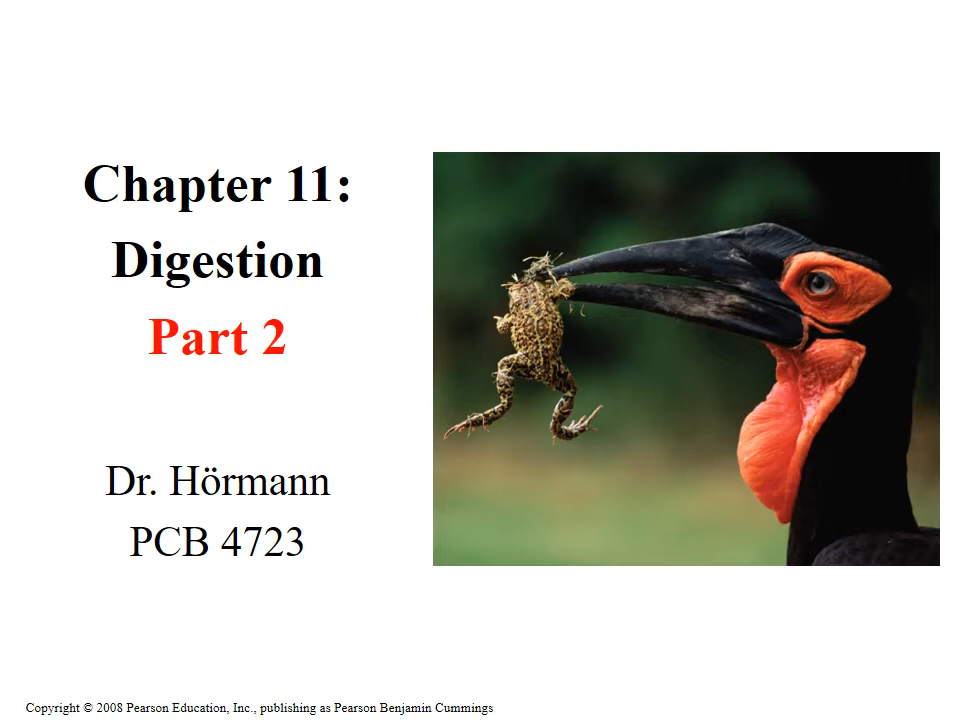 Chapter 11:
Digestion
Part 2
Dr. Hörmann
PCB 4723
Copyright © 2008 Pearson Education, Inc., publishing as Pearson Benjamin Cummings